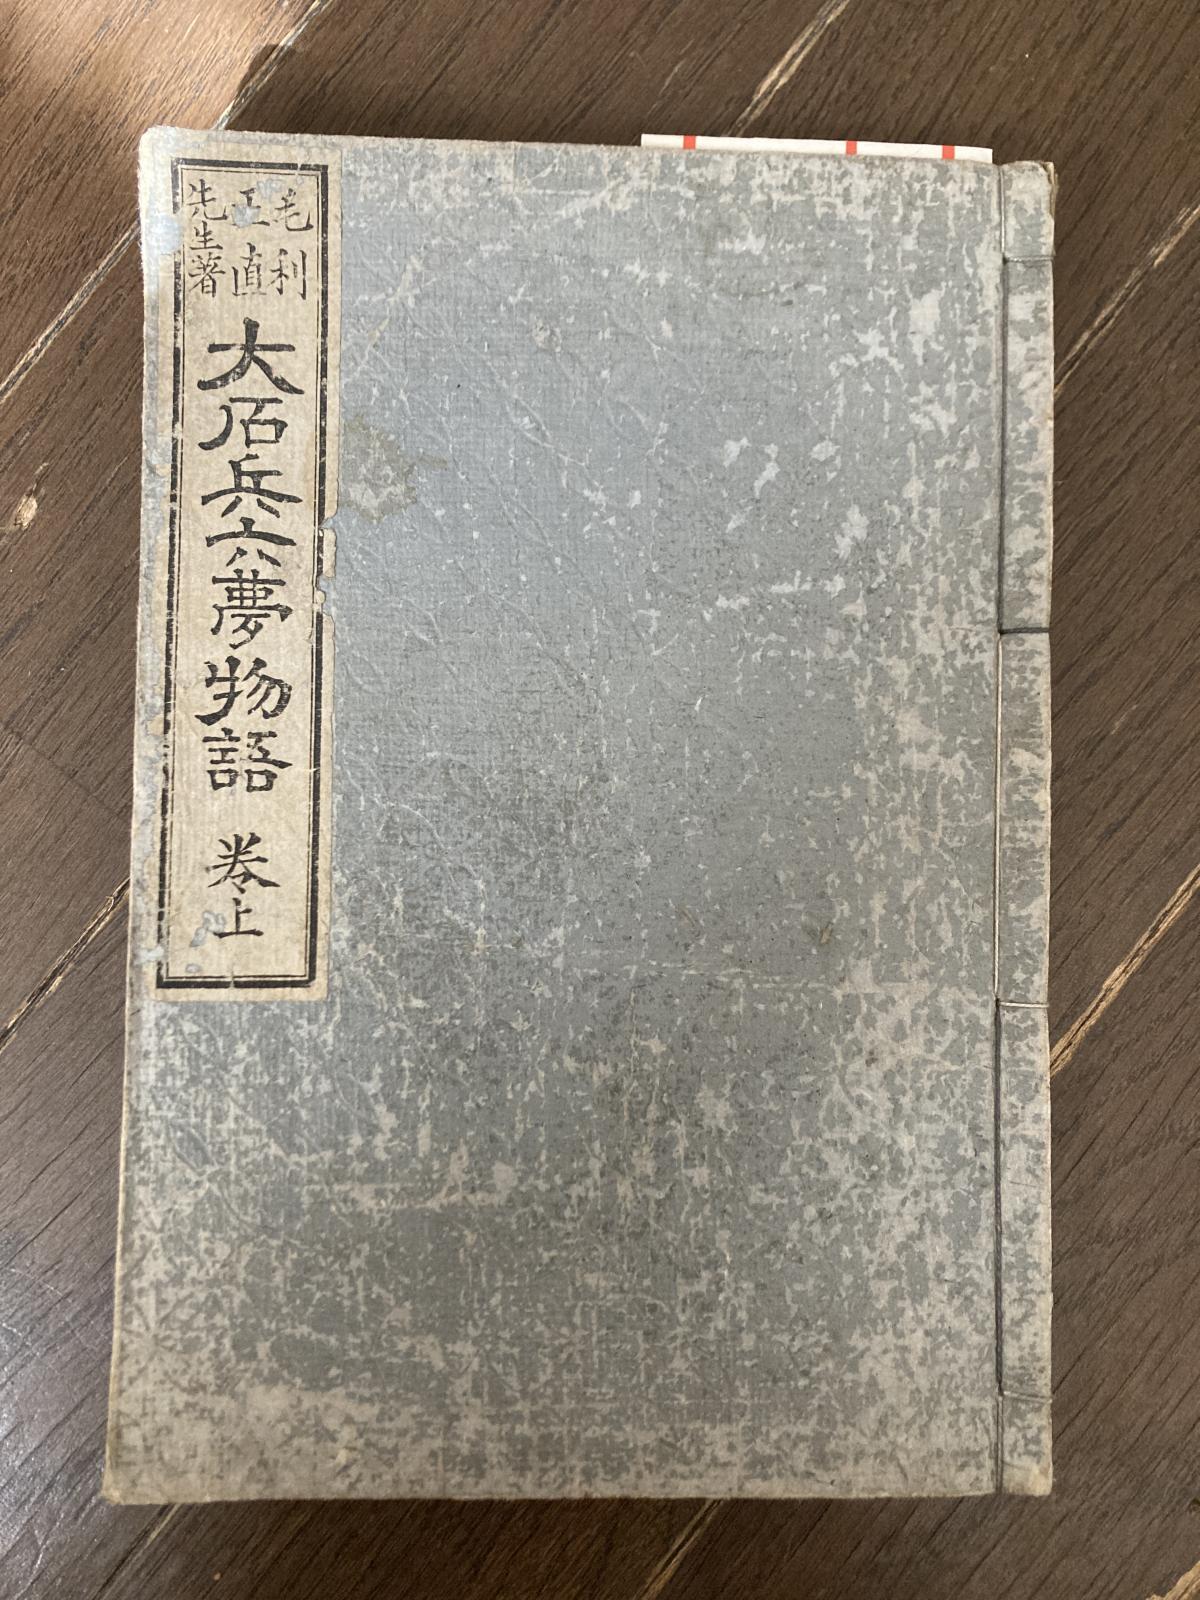 毛利
正直
先生著
大石兵六夢物語 巻上